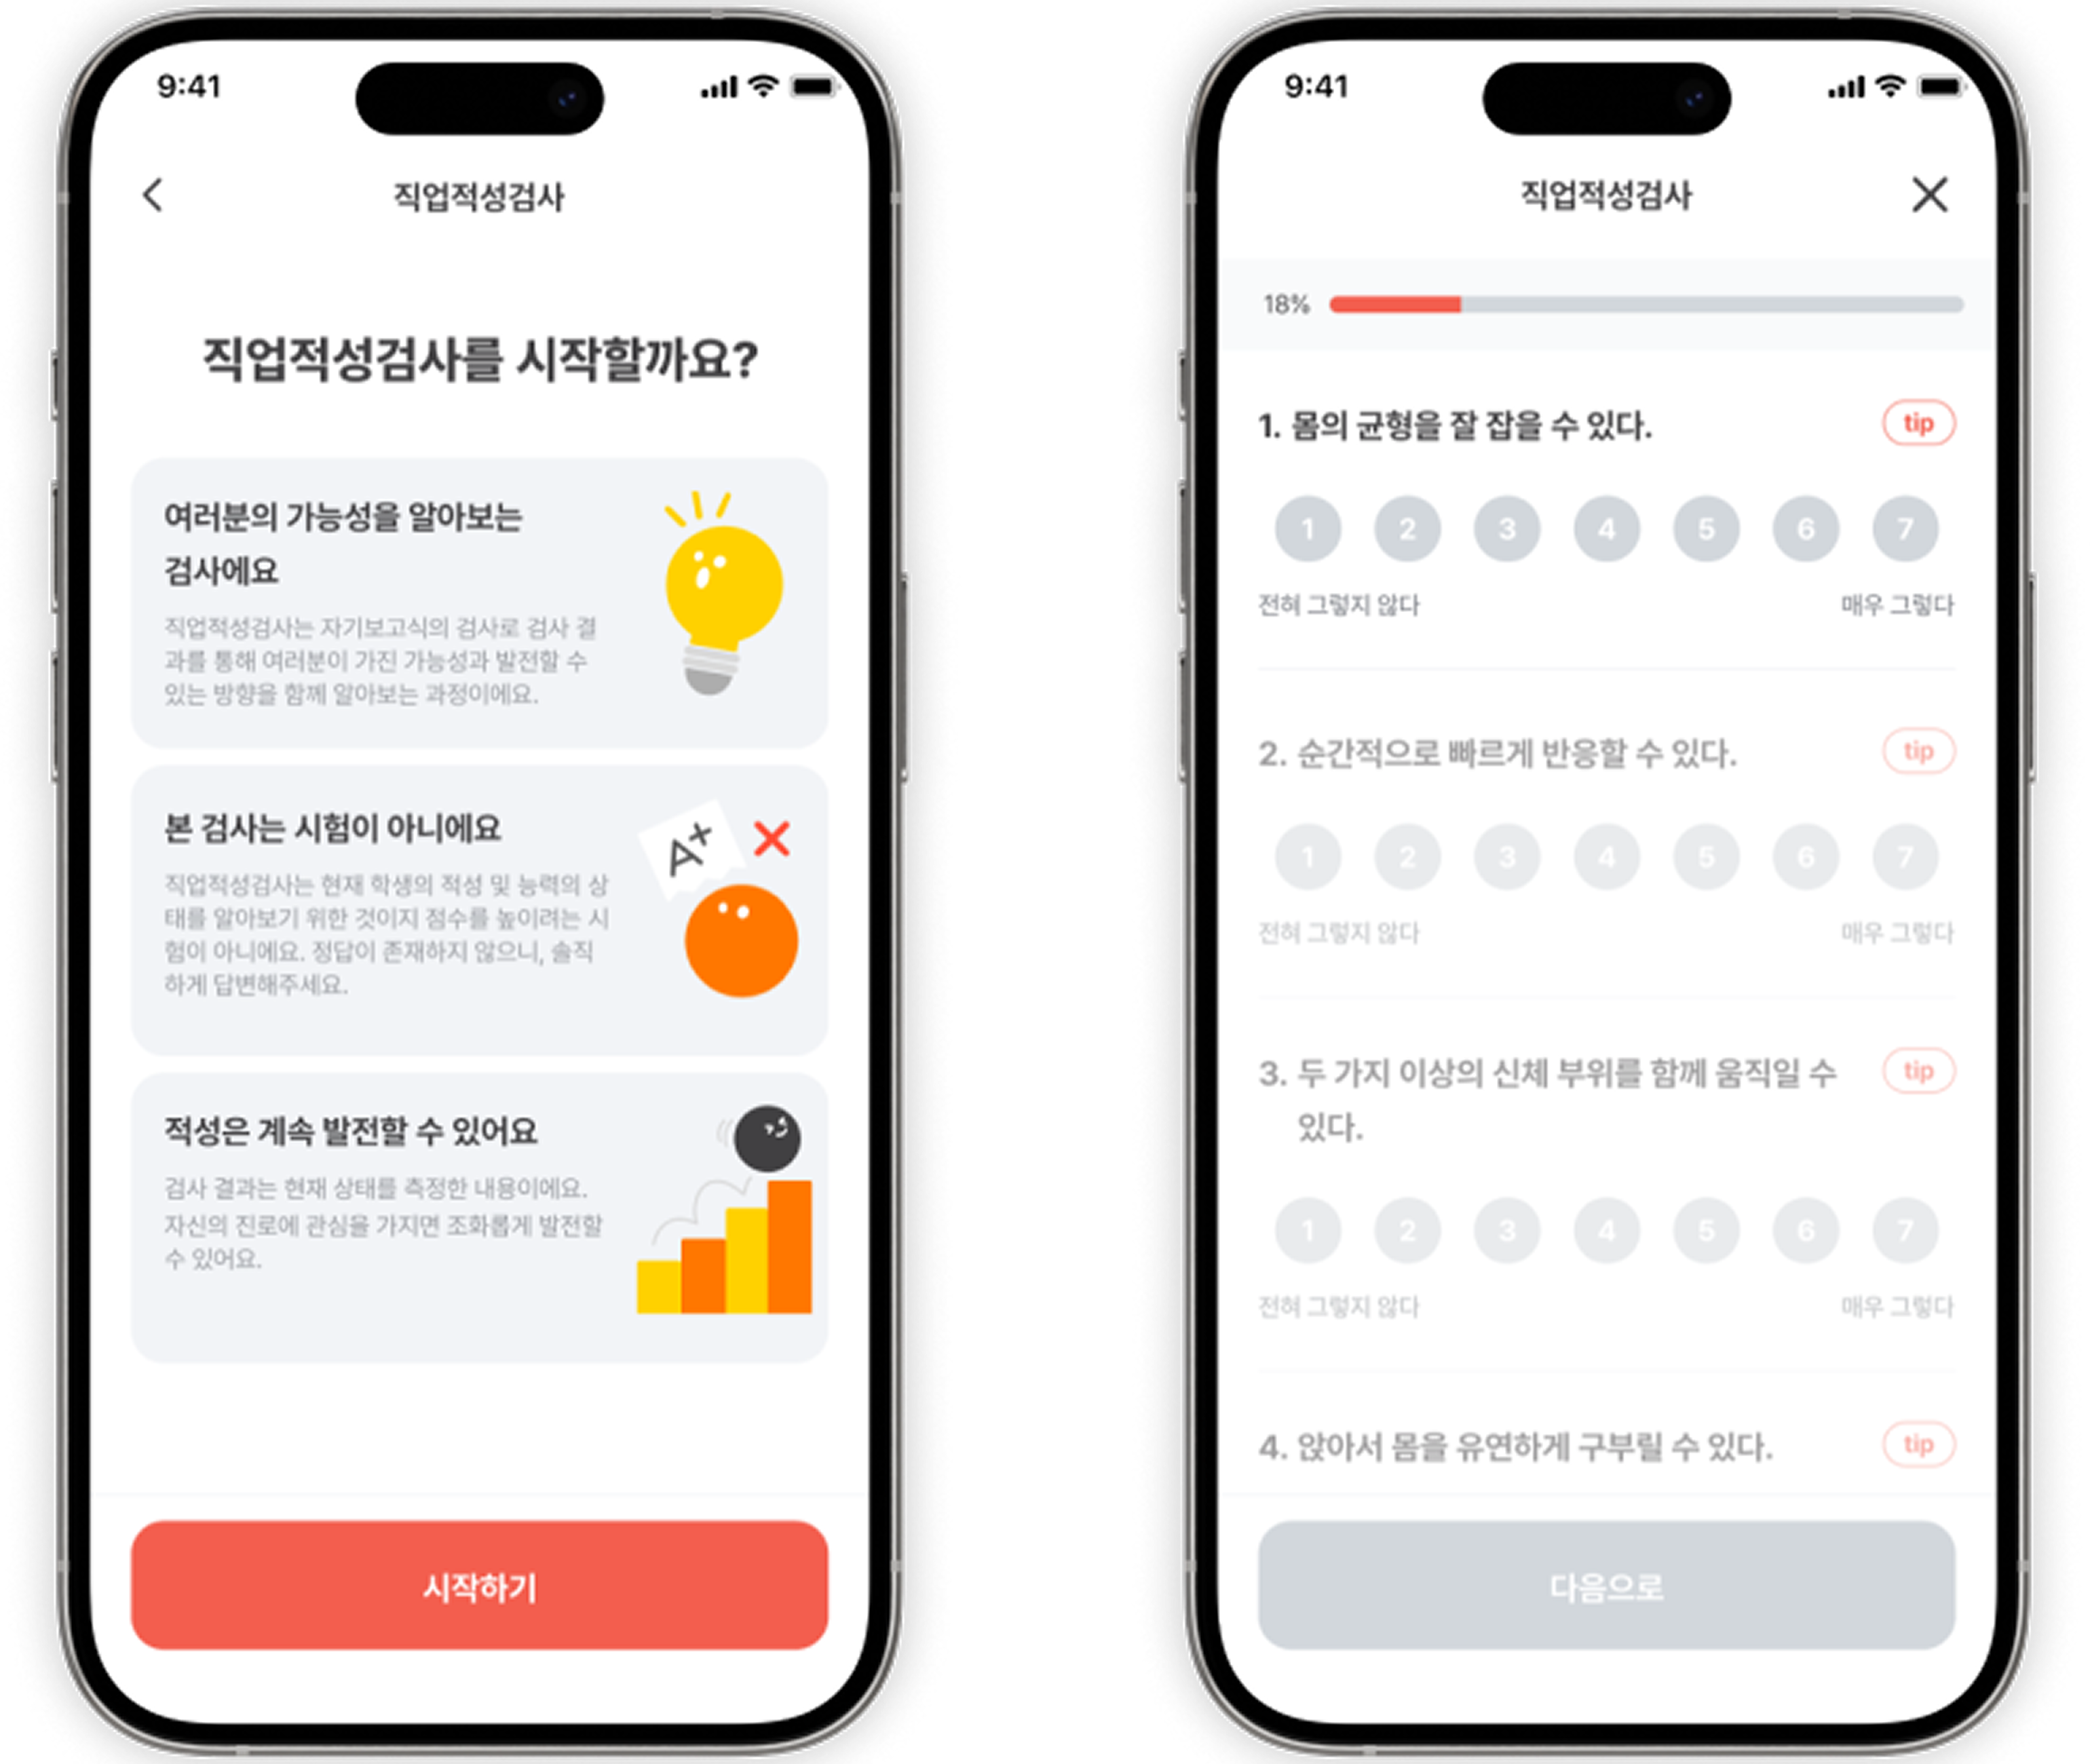 9:41
직업적성검사
직업적성검사를 시작할까요?
여러분의 가능성을 알아보는
검사에요
직업적성검사는 자기보고식의 검사로 검사 결
과를 통해 여러분이 가진 가능성과 발전할 수
있는 방향을 함께 알아보는 과정이에요.
본 검사는 시험이 아니에요
A+
직업적성검사는 현재 학생의 적성 및 능력의 상
태를 알아보기 위한 것이지 점수를 높이려는 시
험이 아니에요. 정답이 존재하지 않으니, 솔직
하게 답변해주세요.
적성은 계속 발전할 수 있어요
검사 결과는 현재 상태를 측정한 내용이에요.
자신의 진로에 관심을 가지면 조화롭게 발전할
수 있어요.
시작하기
9:41
직업적성검사
18%
1. 몸의 균형을 잘 잡을 수 있다. tip
1 2 3 4 5 6 7
전혀 그렇지 않다 매우 그렇다
2. 순간적으로 빠르게 반응할 수 있다. tip
1 2 3 4 5 6 7
전혀 그렇지 않다 매우 그렇다
3. 두 가지 이상의 신체 부위를 함께 움직일 수 tip
있다.
1 2 3 4 5 6 7
전혀 그렇지 않다 매우 그렇다
4. 앉아서 몸을 유연하게 구부릴 수 있다. tip
다음으로